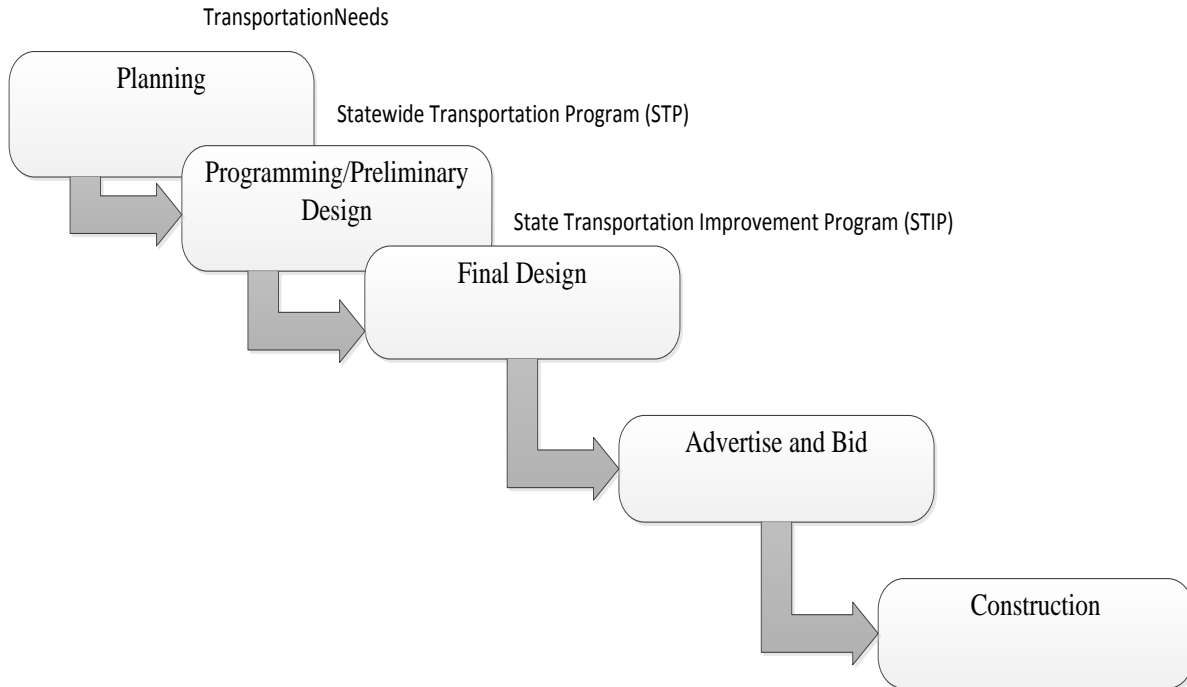 TransportationNeeds
Planning
Statewide Transportation Program (STP)
Programming/Preliminary
Design
State Transportation Improvement Program (STIP)
Final Design
Advertise and Bid
Construction